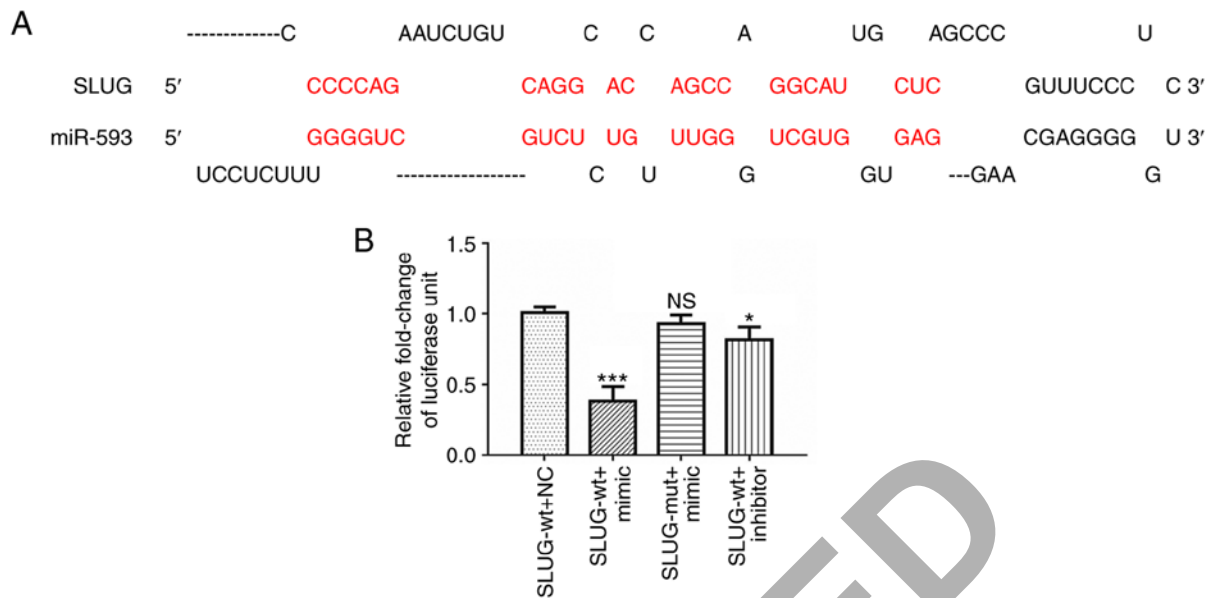 A
-------------C AAUCUGU C C A UG AGCCC U
SLUG 5′ CCCCAG CAGG AC AGCC GGCAU CUC GUUUCCC C 3′
miR-593 5′ GGGGUC GUCU UG UUGG UCGUG GAG CGAGGGG U 3′
UCCUCUUU ------------------ C U G GU ---GAA G
B
Relative fold-change
of luciferase unit
1.5
1.0
0.5
0.0
***
NS
*
SLUG-wt+NC
SLUG-wt+
mimic
SLUG-mut+
mimic
SLUG-wt+
inhibitor